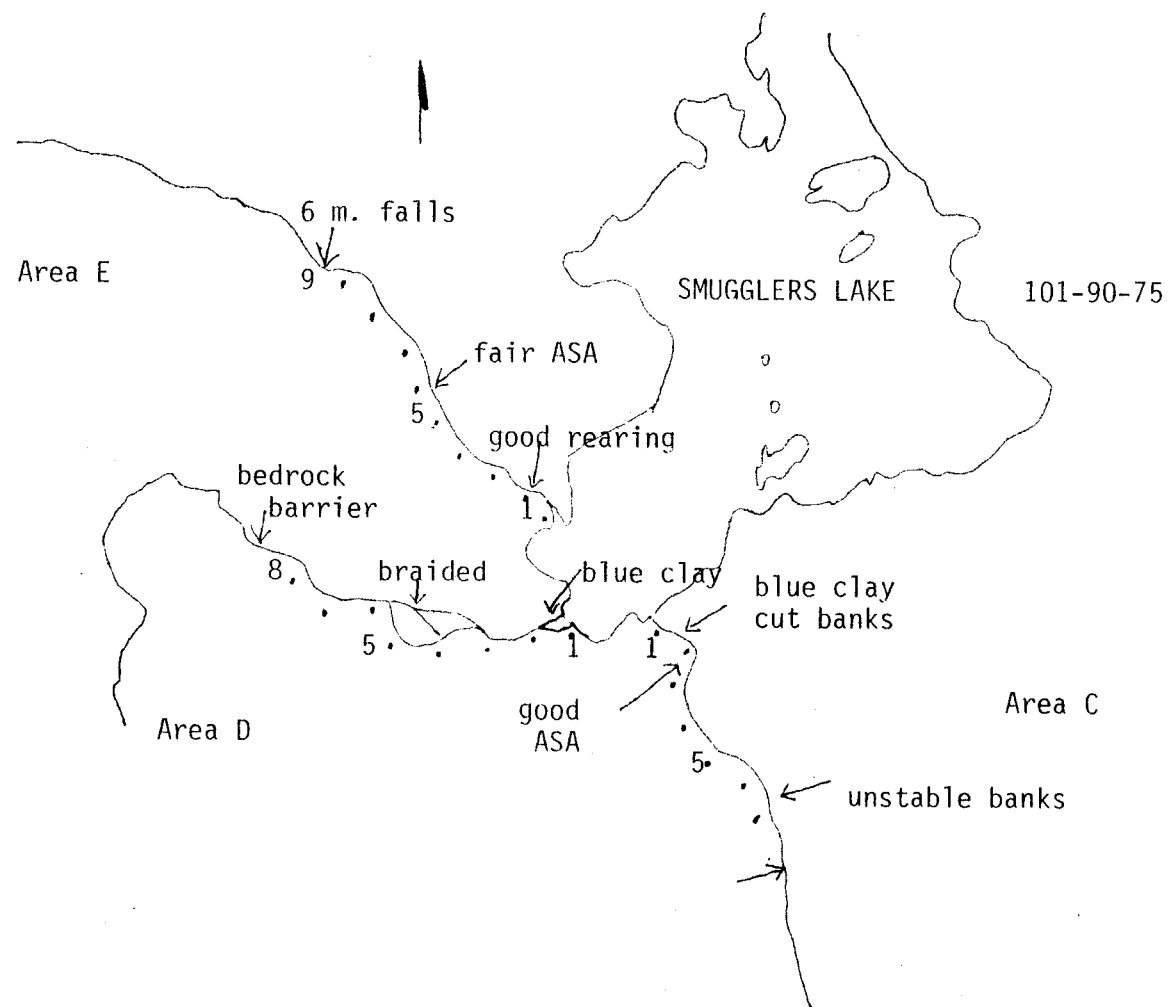 6 m. falls
Area E
9
SMUGGLERS LAKE
101-90-75
fair ASA
5
good rearing
1
bedrock
barrier
8
braided
blue clay
blue clay
cut banks
5
1
1
good
ASA
Area C
Area D
5
unstable banks